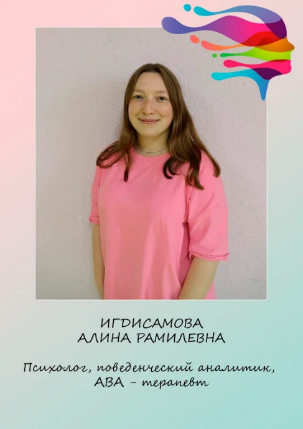 ИГДИСАМОВА
АЛИНА РАМИЛЕВНА
Психолог, поведенческий аналитик,
АВА - терапевт